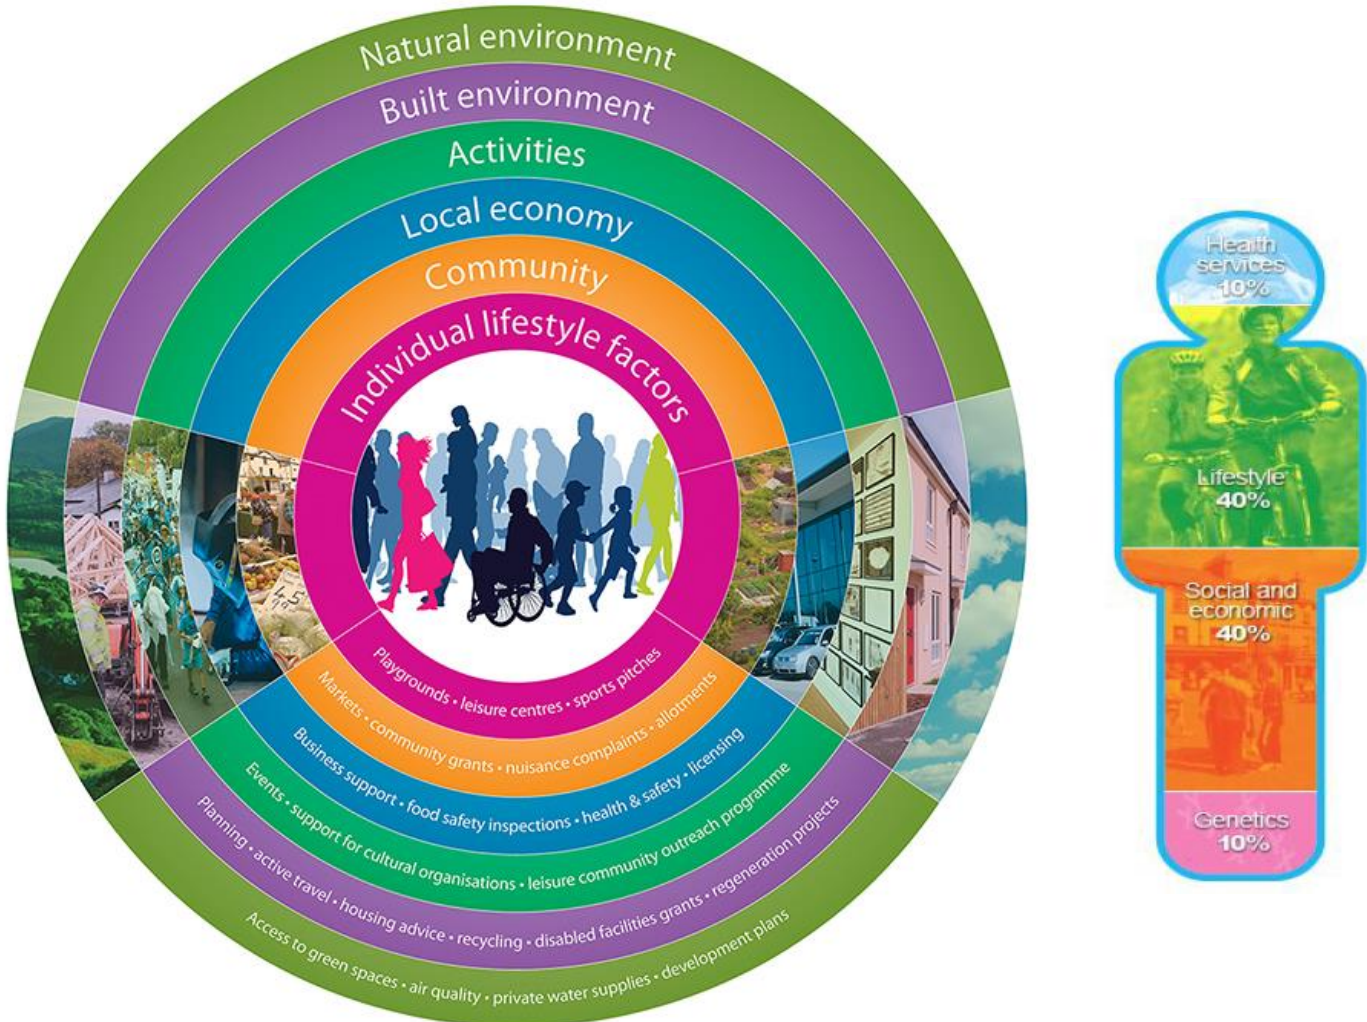 Natural environment
Built environment
Activities
Local economy
Community
Individual lifestyle factors
Playgrounds • leisure centres • sports pitches
Markets • community grants • nuisance complaints • allotments
Business support • food safety inspections • health & safety • licensing
Events • support for cultural organisations • leisure community outreach programme
Planning • active travel • housing advice • recycling • disabled facilities grants • regeneration projects
Access to green spaces • air quality • private water supplies • development plans
Health
services
10%
Lifestyle
40%
Social and
economic
40%
Genetics
10%